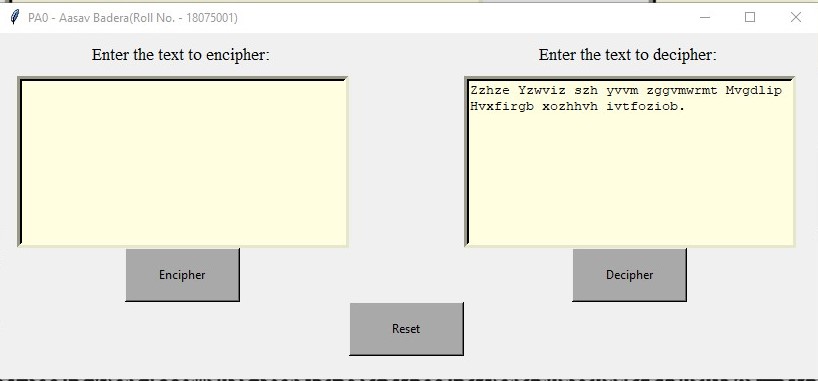 PA0 - Aasav Badera(Roll No. - 18075001)
Enter the text to encipher:
Enter the text to decipher:
Zzhze Yzwviz szh yvvm zggvmwrmt Mvgdlip
Hvxfirgb xozhhvh ivtfoziob.
Encipher
Decipher
Reset